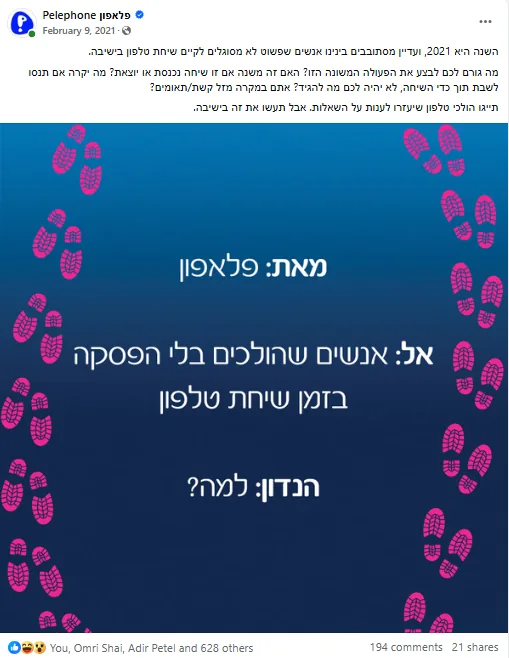 Pelephone פלאפון
February 9, 2021 ·
השנה היא 2021, ועדיין מסתובבים בינינו אנשים שפשוט לא מסוגלים לקיים שיחת טלפון בישיבה.
מה גורם לכם לבצע את הפעולה המשונה הזו? האם זה משנה אם זו שיחה נכנסת או יוצאת? מה יקרה אם תנסו
לשבת תוך כדי השיחה, לא יהיה לכם מה להגיד? אתם במקרה מזל קשת/תאומים?
תייגו הולכי טלפון שיעזרו לענות על השאלות. אבל תעשו את זה בישיבה.
מאת: פלאפון
אל: אנשים שהולכים בלי הפסקה
בזמן שיחת טלפון
הנדון: למה?
You, Omri Shai, Adir Petel and 628 others
194 comments 21 shares